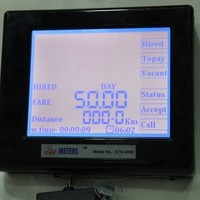 Hired
Topay
Vacant
HIRED DAY
FARE 50.00
Status
Distance 000.0 Km
Accept
w.time- 00:00:09 06:02
Call
METERS ™